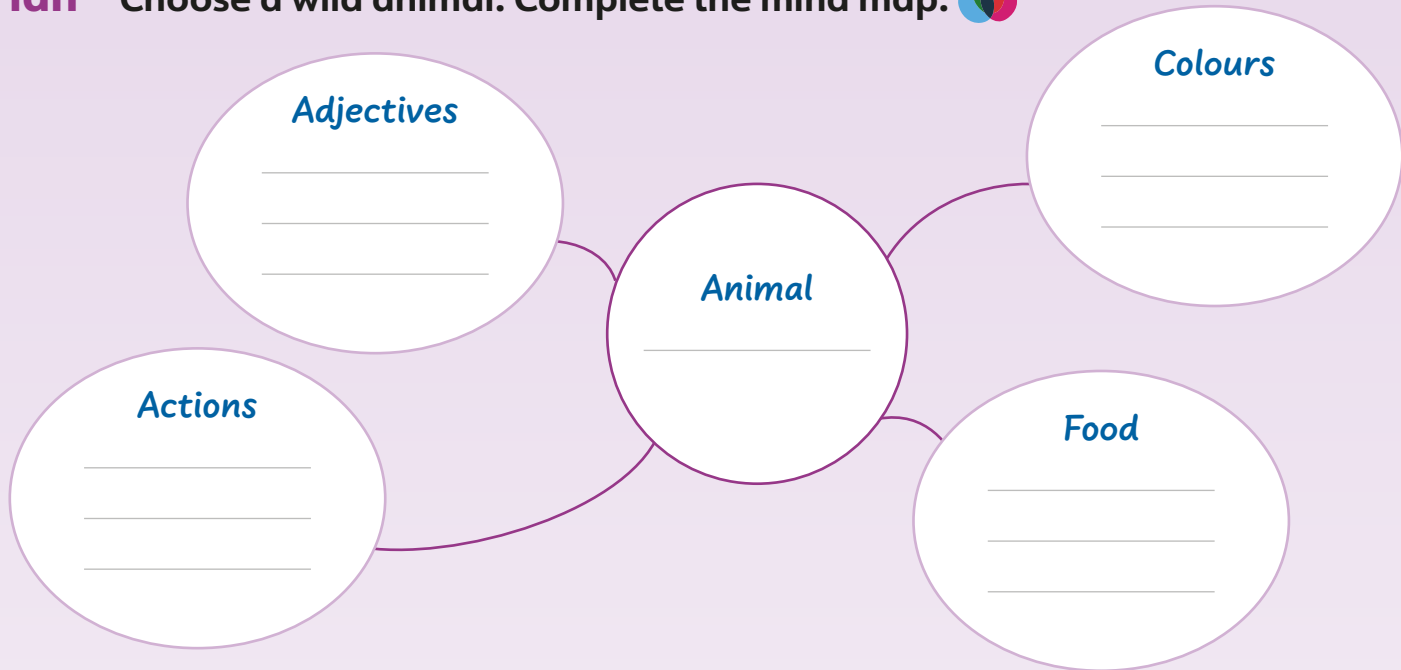 Choose a wild animal. Complete the mind map.
Adjectives
Colours
Animal
Actions
Food